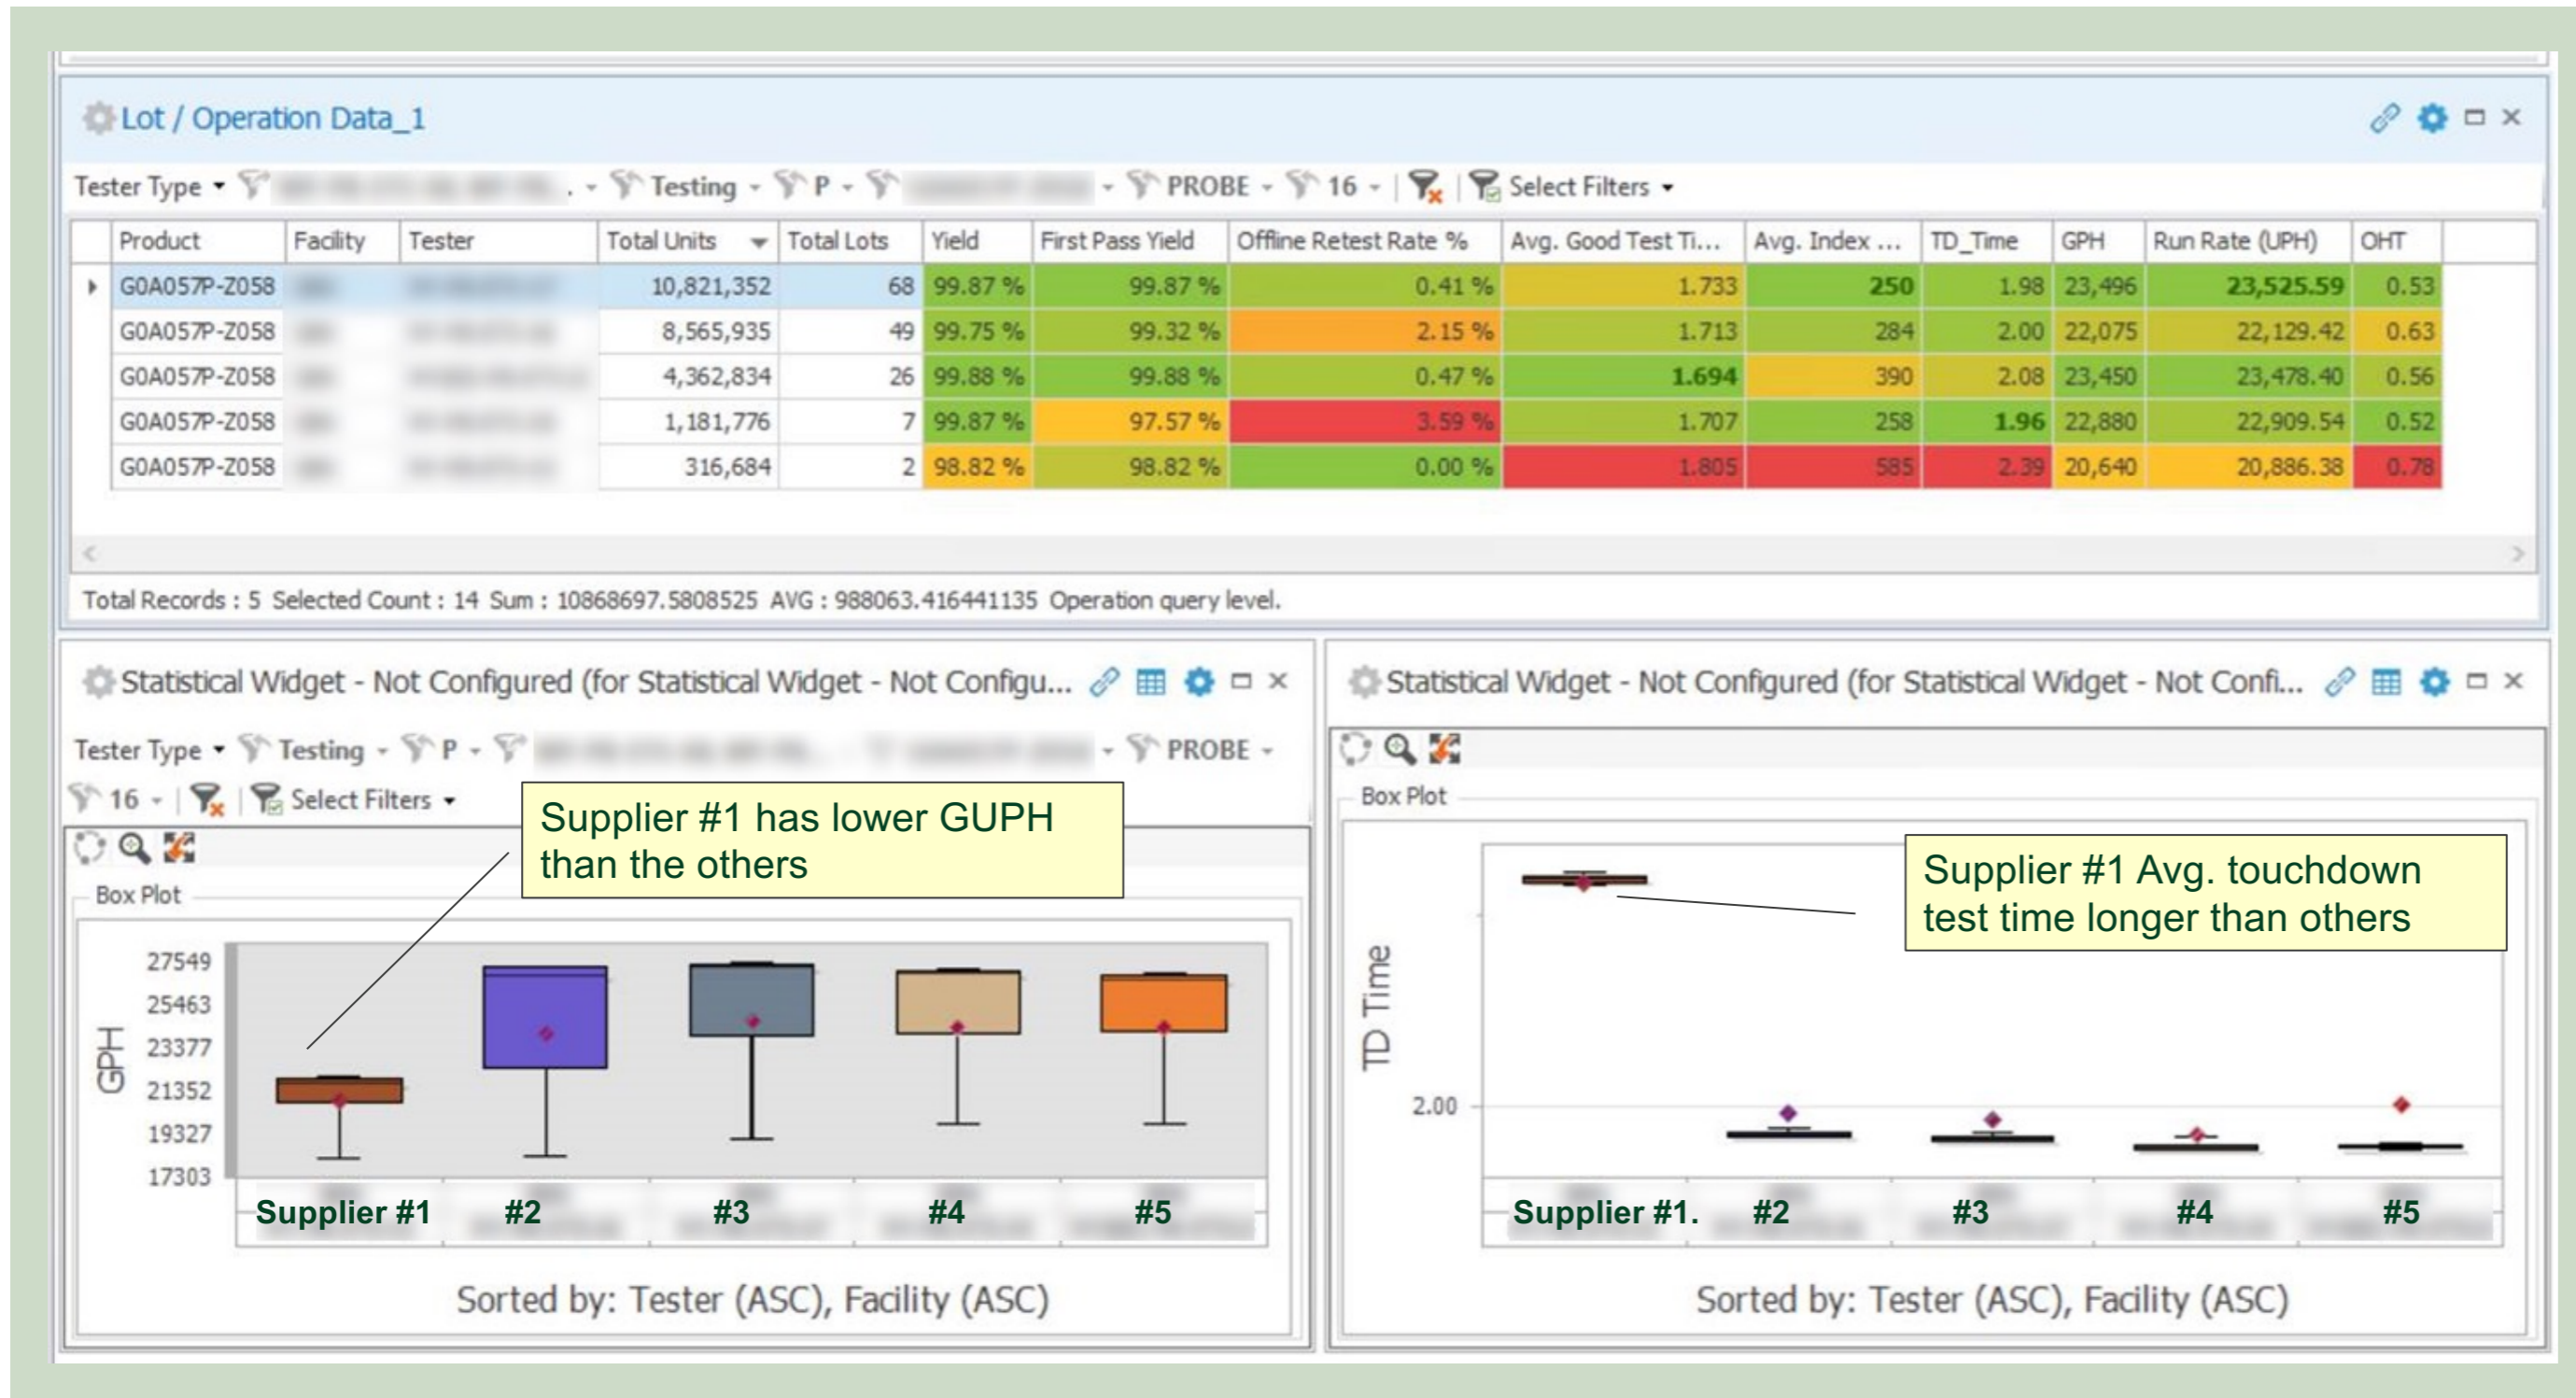 Lot / Operation Data_1
Tester Type Testing P PROBE 16 Select Filters
Product Facility Tester Total Units Total Lots Yield First Pass Yield Offline Retest Rate % Avg. Good Test Ti... Avg. Index ... TD_Time GPH Run Rate (UPH) OHT
G0A057P-Z058 10,821,352 68 99.87 % 99.87 % 0.41 % 1.733 250 1.98 23,496 23,525.59 0.53
G0A057P-Z058 8,565,935 49 99.75 % 99.32 % 2.15 % 1.713 284 2.00 22,075 22,129.42 0.63
G0A057P-Z058 4,362,834 26 99.88 % 99.88 % 0.47 % 1.694 390 2.08 23,450 23,478.40 0.56
G0A057P-Z058 1,181,776 7 99.87 % 97.57 % 3.59 % 1.707 258 1.96 22,880 22,909.54 0.52
G0A057P-Z058 316,684 2 98.82 % 98.82 % 0.00 % 1.805 585 2.39 20,640 20,886.38 0.78
Total Records : 5 Selected Count : 14 Sum : 10868697.5808525 AVG : 988063.416441135 Operation query level.
Statistical Widget - Not Configured (for Statistical Widget - Not Configu...
Tester Type Testing P PROBE
16 Select Filters
Supplier #1 has lower GUPH
than the others
Box Plot
GPH
27549
25463
23377
21352
19327
17303
Supplier #1 #2 #3 #4 #5
Sorted by: Tester (ASC), Facility (ASC)
Statistical Widget - Not Configured (for Statistical Widget - Not Confi...
Box Plot
Supplier #1 Avg. touchdown
test time longer than others
TD Time
2.00
Supplier #1. #2 #3 #4 #5
Sorted by: Tester (ASC), Facility (ASC)